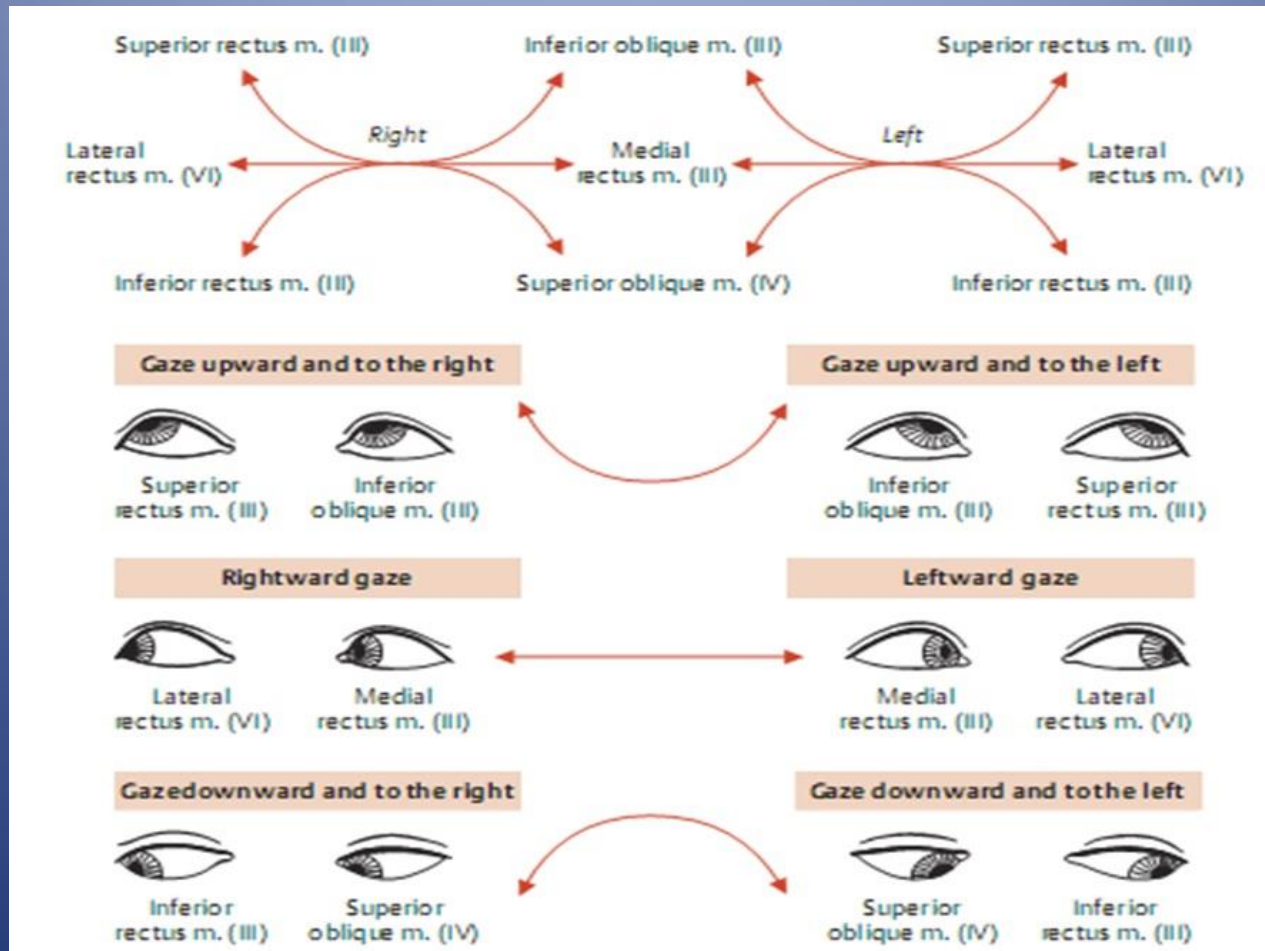 Superior rectus m. (III) Inferior oblique m. (III) Superior rectus m. (III)
Right Left
Lateral Medial Lateral
rectus m. (VI) rectus m. (III) rectus m. (VI)
Inferior rectus m. (III) Superior oblique m. (IV) Inferior rectus m. (III)
Gaze upward and to the right Gaze upward and to the left
Superior Inferior Inferior Superior
rectus m. (III) oblique m. (III) oblique m. (III) rectus m. (III)
Rightward gaze Leftward gaze
Lateral Medial Medial Lateral
rectus m. (VI) rectus m. (III) rectus m. (III) rectus m. (VI)
Gazedownward and to the right Gaze downward and to the left
Inferior Superior Superior Inferior
rectus m. (III) oblique m. (IV) oblique m. (IV) rectus m. (III)